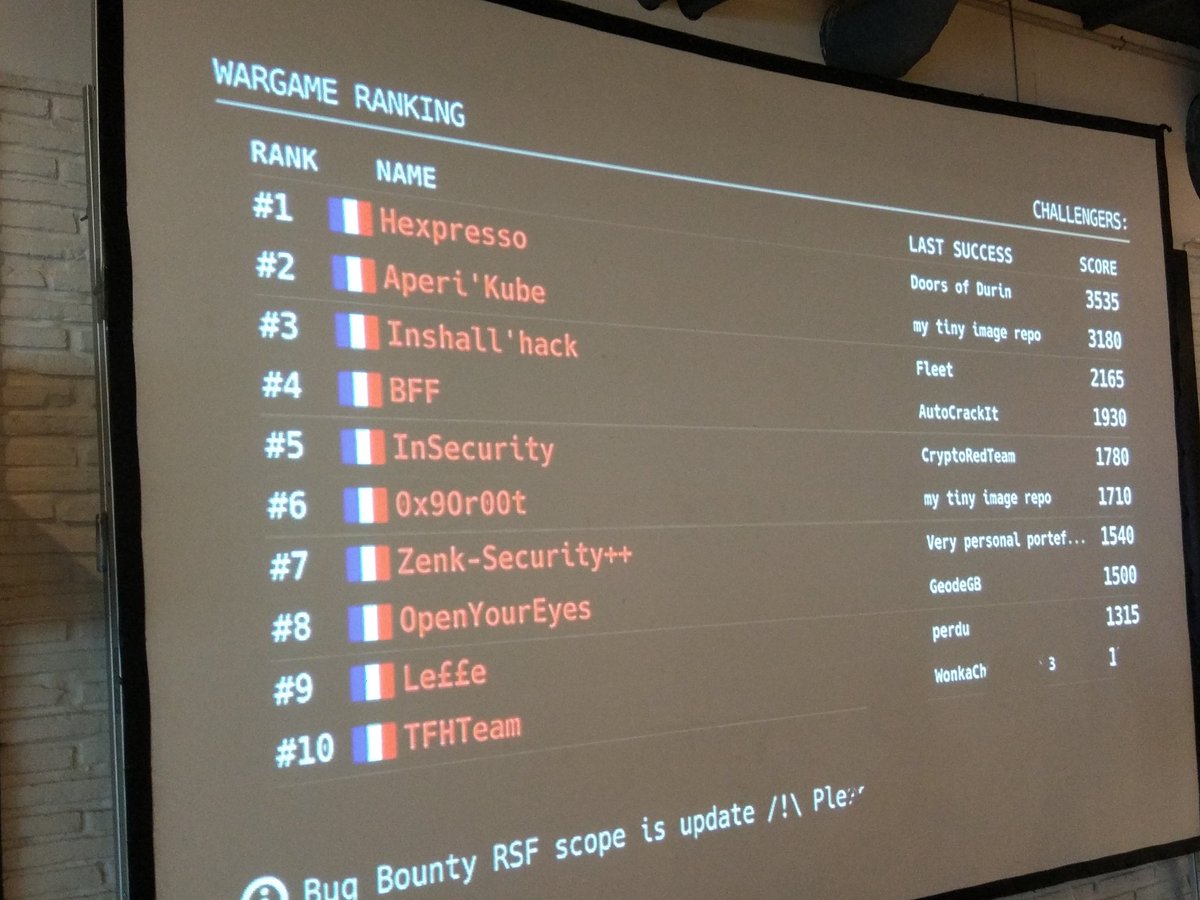 WARGAME RANKING
CHALLENGERS:
RANK NAME LAST SUCCESS SCORE
#1 Hexpresso Doors of Durin 3535
#2 Aperi'Kube my tiny image repo 3180
#3 Inshall'hack Fleet 2165
#4 BFF AutoCrackIt 1930
#5 InSecurity CryptoRedTeam 1780
#6 0x90r00t my tiny image repo 1710
#7 Zenk-Security++ Very personal portef... 1540
#8 OpenYourEyes GeodeGB 1500
#9 Le££e perdu 1315
#10 TFHTeam
Bug Bounty RSF scope is update /!\